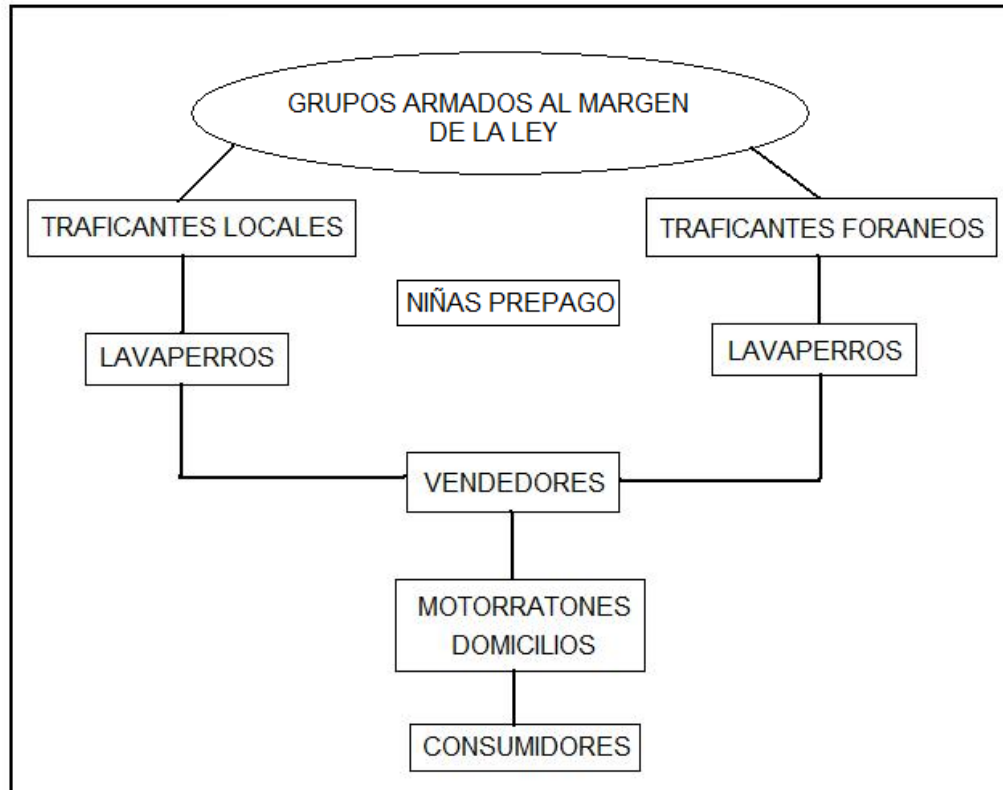 GRUPOS ARMADOS AL MARGEN
DE LA LEY
TRAFICANTES LOCALES
TRAFICANTES FORANEOS
NIÑAS PREPAGO
LAVAPERROS
LAVAPERROS
VENDEDORES
MOTORRATONES
DOMICILIOS
CONSUMIDORES